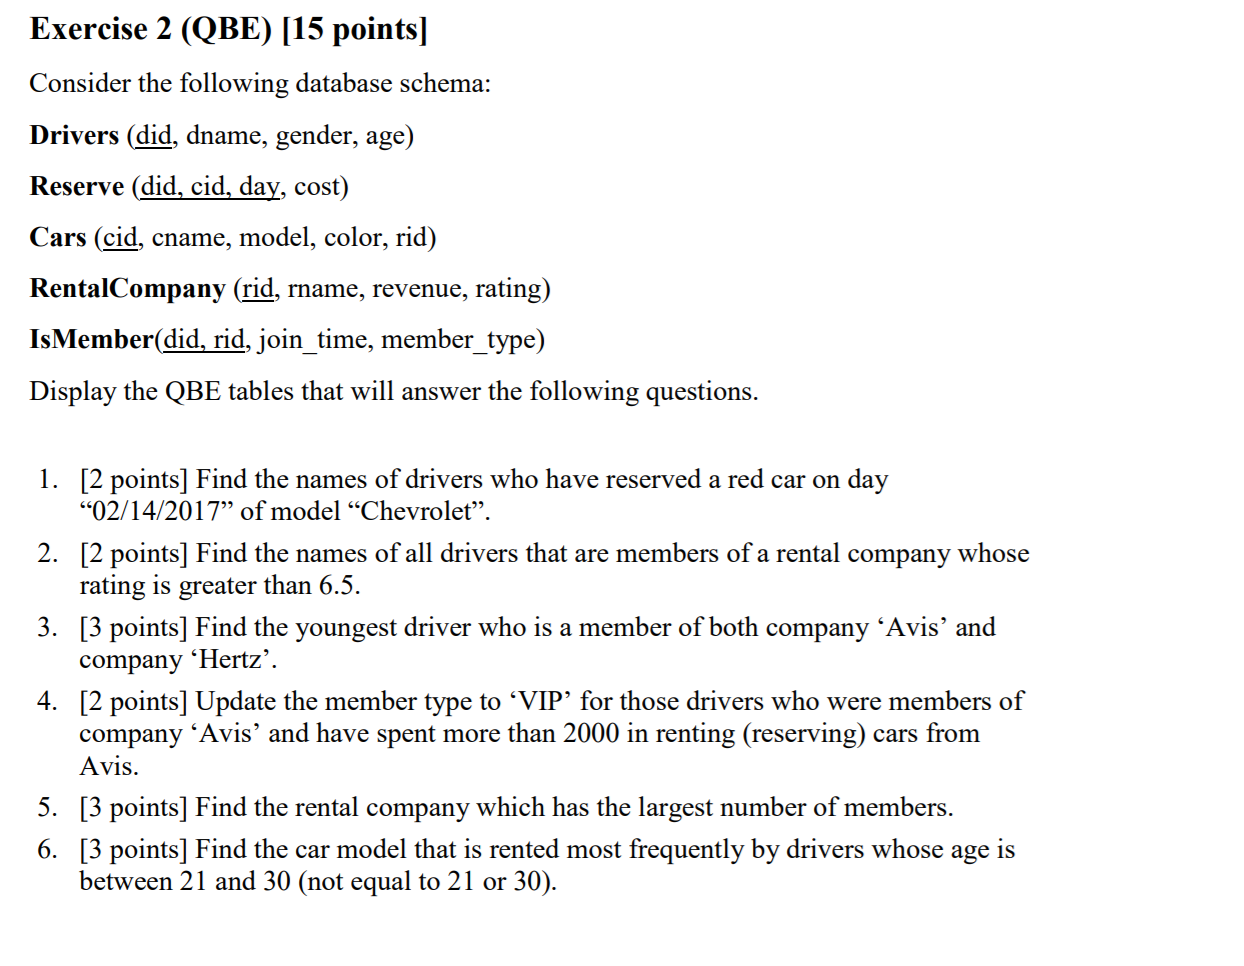 Exercise 2 (QBE) [15 points]
Consider the following database schema:
Drivers (did, dname, gender, age)
Reserve (did, cid, day, cost)
Cars (cid, cname, model, color, rid)
RentalCompany (rid, rname, revenue, rating)
IsMember(did, rid, join_time, member_type)
Display the QBE tables that will answer the following questions.
1. [2 points] Find the names of drivers who have reserved a red car on day
“02/14/2017” of model “Chevrolet”.
2. [2 points] Find the names of all drivers that are members of a rental company whose
rating is greater than 6.5.
3. [3 points] Find the youngest driver who is a member of both company ‘Avis’ and
company ‘Hertz’.
4. [2 points] Update the member type to ‘VIP’ for those drivers who were members of
company ‘Avis’ and have spent more than 2000 in renting (reserving) cars from
Avis.
5. [3 points] Find the rental company which has the largest number of members.
6. [3 points] Find the car model that is rented most frequently by drivers whose age is
between 21 and 30 (not equal to 21 or 30).